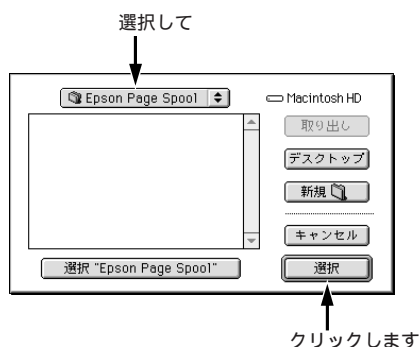 選択して
Epson Page Spool
Macintosh HD
取り出し
デスクトップ
新規
キャンセル
選択 "Epson Page Spool"
選択
クリックします